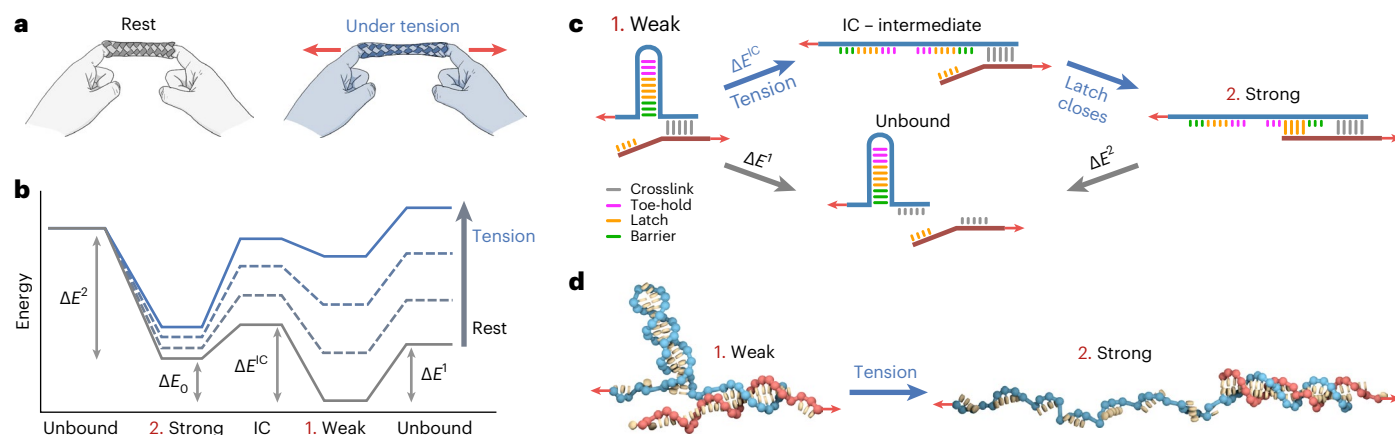 a
Rest
Under tension
b
Energy
ΔE²
ΔE₀
ΔEᴵᶜ
ΔE¹
Tension
Rest
Unbound
2. Strong
IC
1. Weak
Unbound
c
1. Weak
IC – intermediate
ΔEᴵᶜ
Tension
Latch
closes
2. Strong
Unbound
ΔE¹
ΔE²
Crosslink
Toe-hold
Latch
Barrier
d
1. Weak
Tension
2. Strong